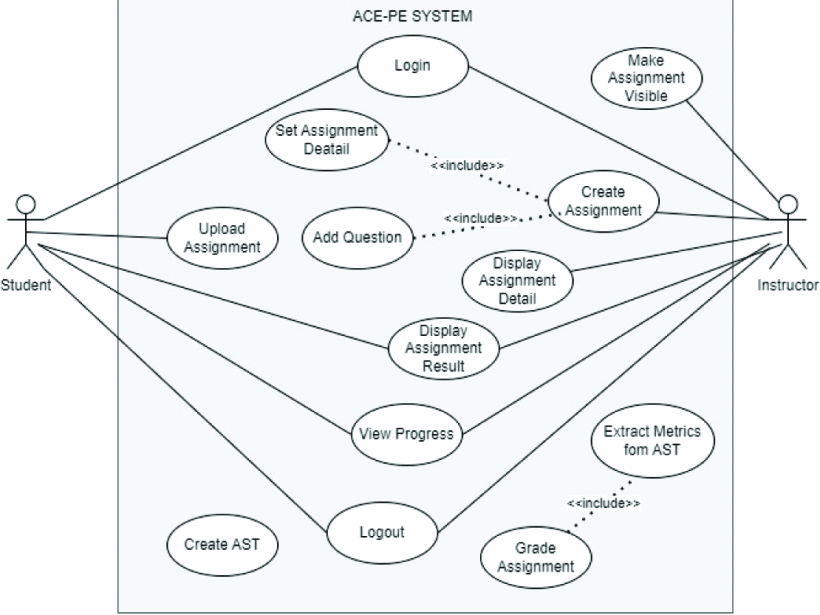 ACE-PE SYSTEM
Login
Make
Assignment
Visible
Set Assignment
Deatail
<<include>>
Create
Assignment
<<include>>
Upload
Assignment
Add Question
Display
Assignment
Detail
Student
Instructor
Display
Assignment
Result
View Progress
Extract Metrics
fom AST
<<include>>
Logout
Create AST
Grade
Assignment